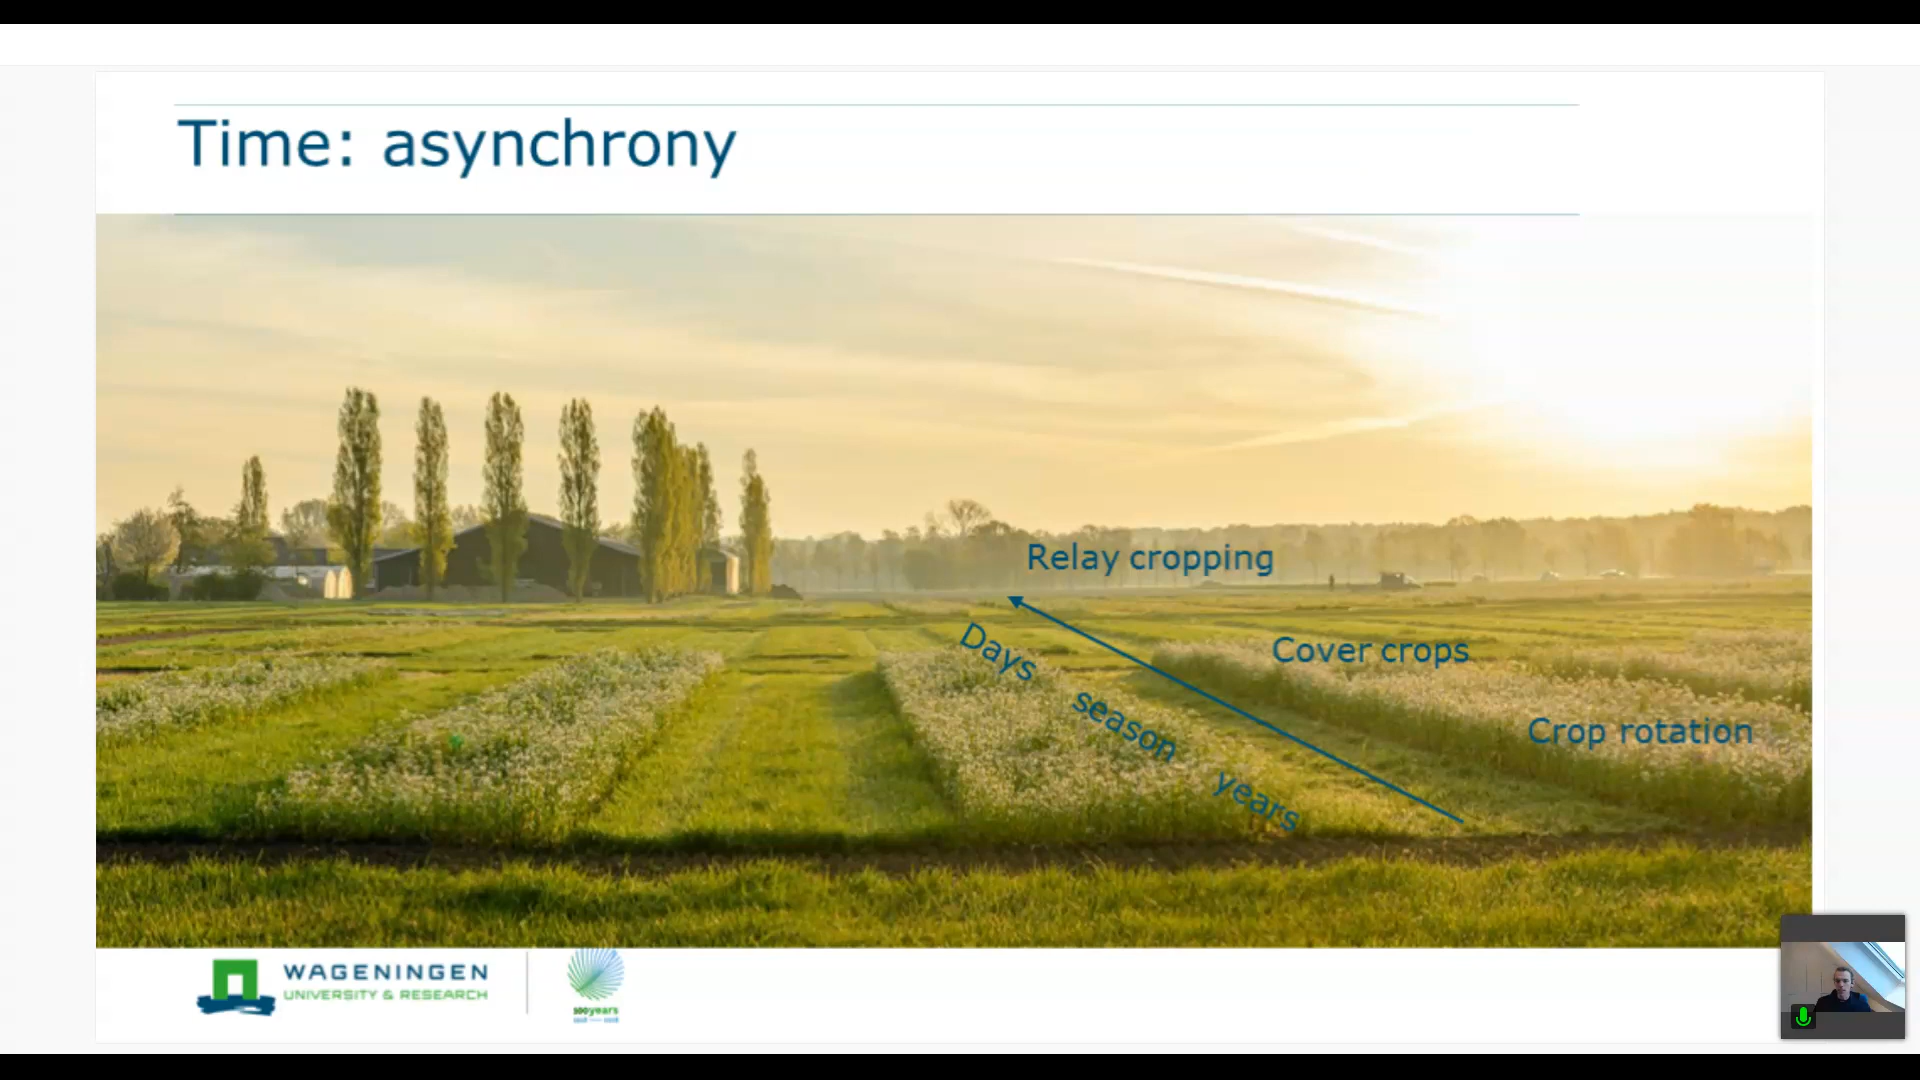 Time: asynchrony
Relay cropping
Days
season
years
Cover crops
Crop rotation
WAGENINGEN
UNIVERSITY & RESEARCH
100years